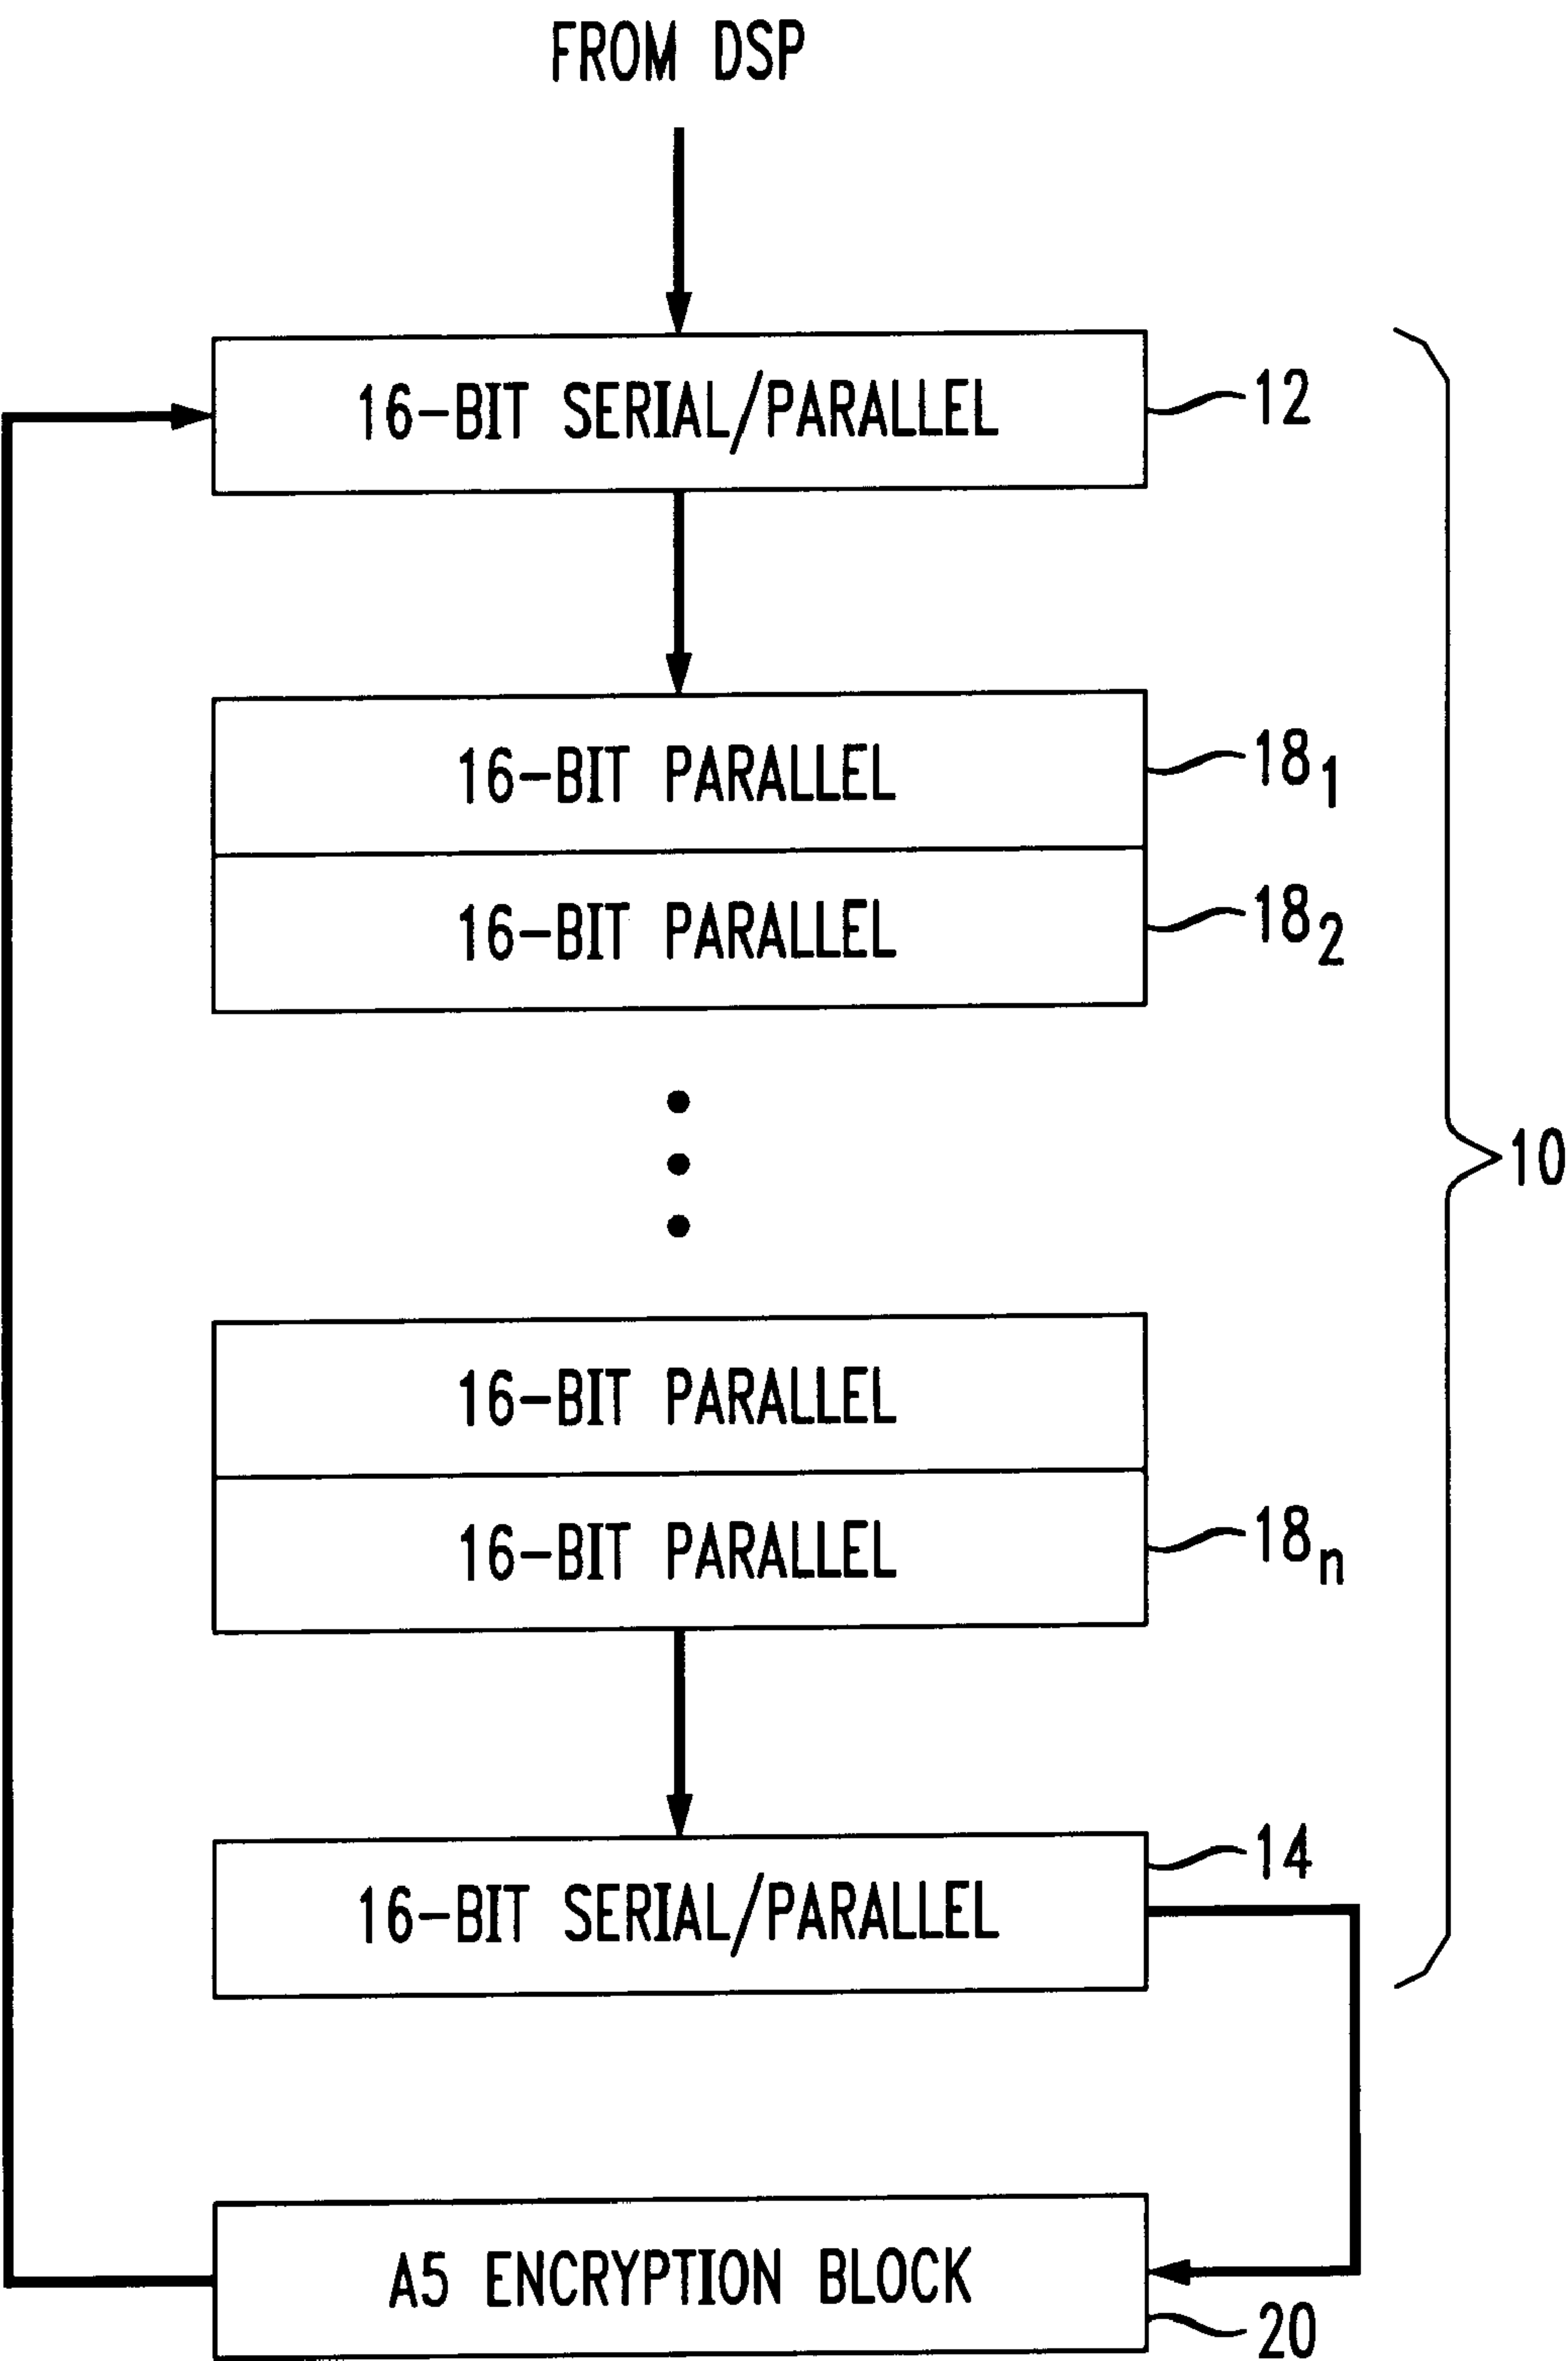 FROM DSP
16-BIT SERIAL/PARALLEL
12
16-BIT PARALLEL
18₁
16-BIT PARALLEL
18₂
10
16-BIT PARALLEL
16-BIT PARALLEL
18ₙ
14
16-BIT SERIAL/PARALLEL
A5 ENCRYPTION BLOCK
20